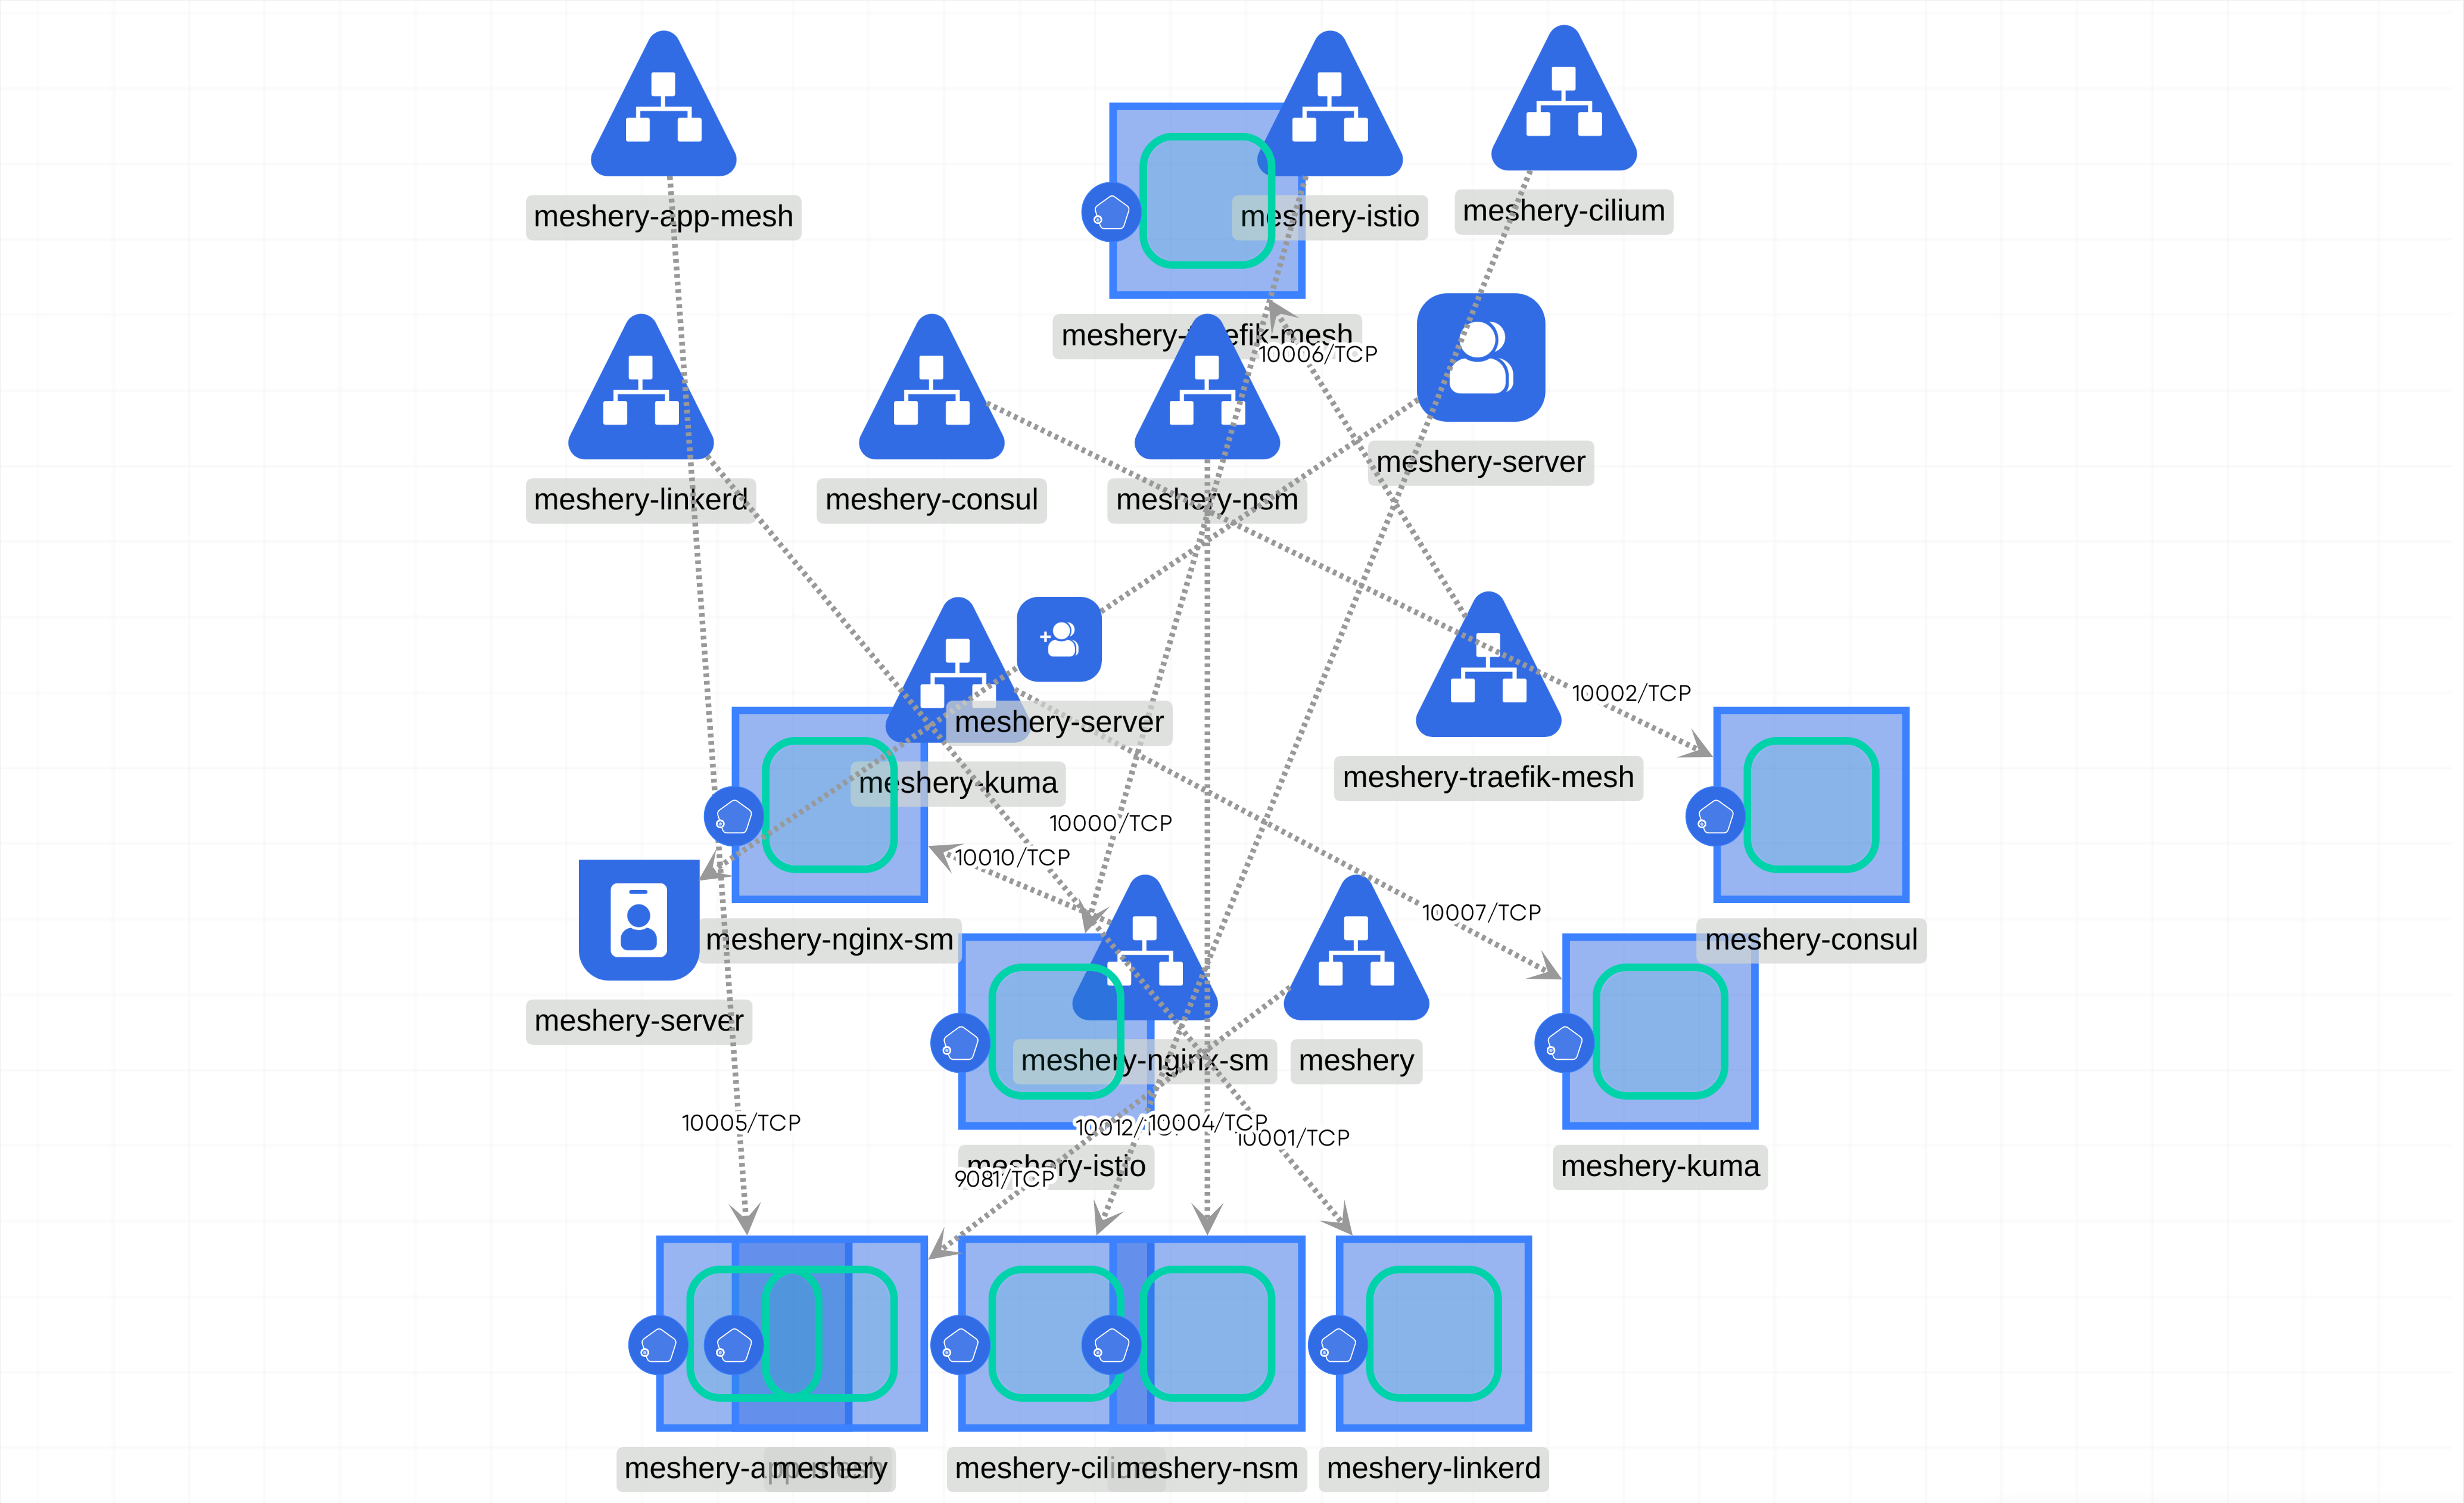 meshery-app-mesh
meshery-istio
meshery-cilium
meshery-traefik-mesh
10006/TCP
meshery-server
meshery-linkerd
meshery-consul
meshery-nsm
10002/TCP
meshery-server
meshery-kuma
meshery-traefik-mesh
10000/TCP
10010/TCP
10007/TCP
meshery-nginx-sm
meshery-consul
meshery-server
meshery-nginx-sm
meshery
10005/TCP
10012/TCP
10004/TCP
10001/TCP
meshery-istio
9081/TCP
meshery-kuma
meshery-app-mesh
meshery
meshery-cilium
meshery-nsm
meshery-linkerd